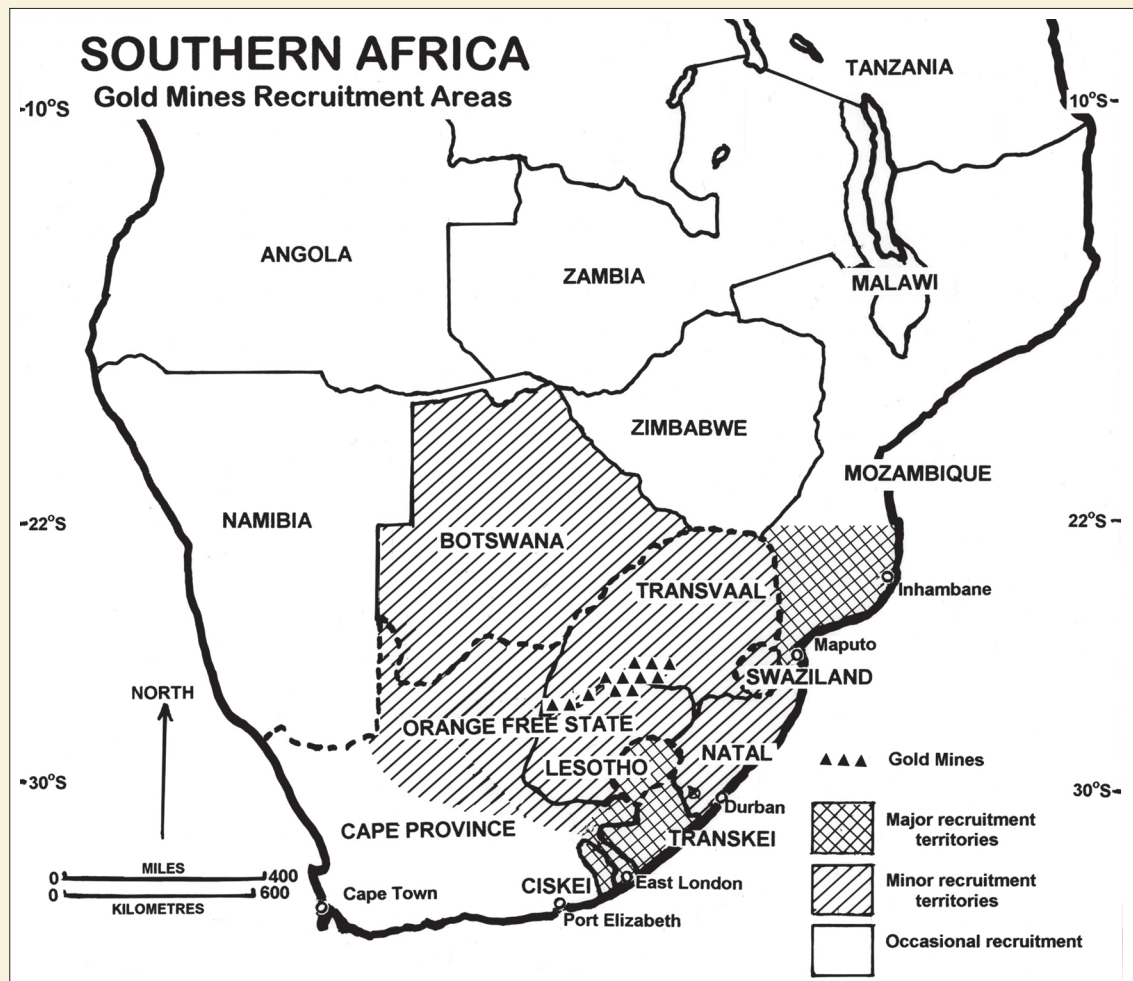 SOUTHERN AFRICA
Gold Mines Recruitment Areas
TANZANIA
10°S
10°S
ANGOLA
ZAMBIA
MALAWI
ZIMBABWE
MOZAMBIQUE
22°S
NAMIBIA
BOTSWANA
22°S
TRANSVAAL
Inhambane
Maputo
SWAZILAND
NORTH
ORANGE FREE STATE
NATAL
LESOTHO
Gold Mines
30°S
30°S
Durban
CAPE PROVINCE
TRANSKEI
Major recruitment
territories
MILES
0 400
0 600
KILOMETRES
Cape Town
CISKEI
East London
Port Elizabeth
Minor recruitment
territories
Occasional recruitment